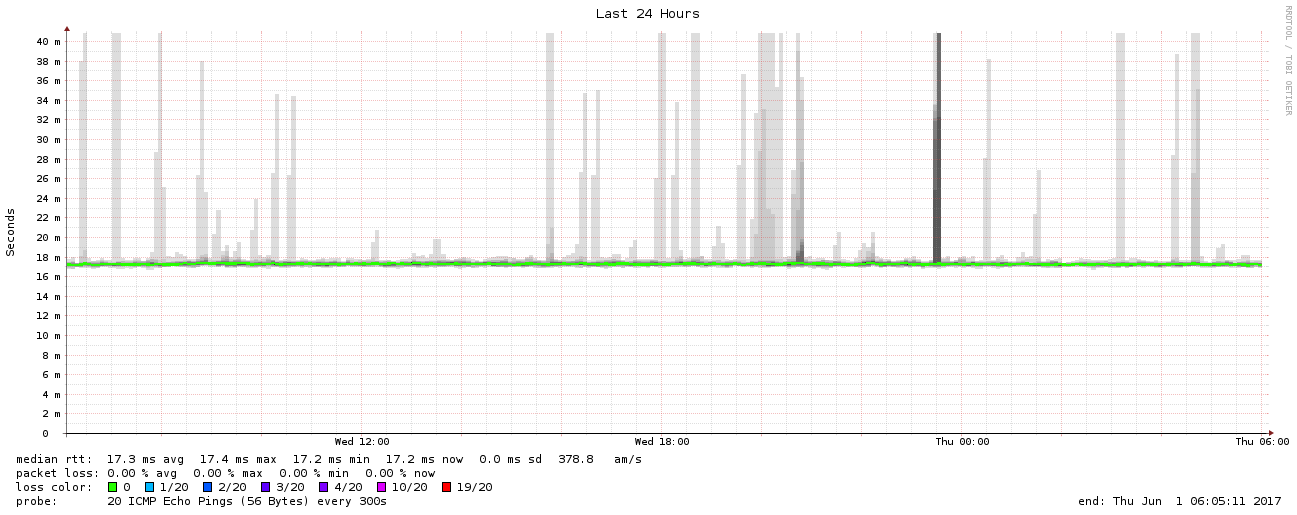 Last 24 Hours
RRDTOOL / TOBI OETIKER
Seconds
40 m
38 m
36 m
34 m
32 m
30 m
28 m
26 m
24 m
22 m
20 m
18 m
16 m
14 m
12 m
10 m
8 m
6 m
4 m
2 m
0
Wed 12:00 Wed 18:00 Thu 00:00 Thu 06:00
median rtt: 17.3 ms avg 17.4 ms max 17.2 ms min 17.2 ms now 0.0 ms sd 378.8 am/s
packet loss: 0.00 % avg 0.00 % max 0.00 % min 0.00 % now
loss color: 0 1/20 2/20 3/20 4/20 10/20 19/20
probe: 20 ICMP Echo Pings (56 Bytes) every 300s end: Thu Jun 1 06:05:11 2017